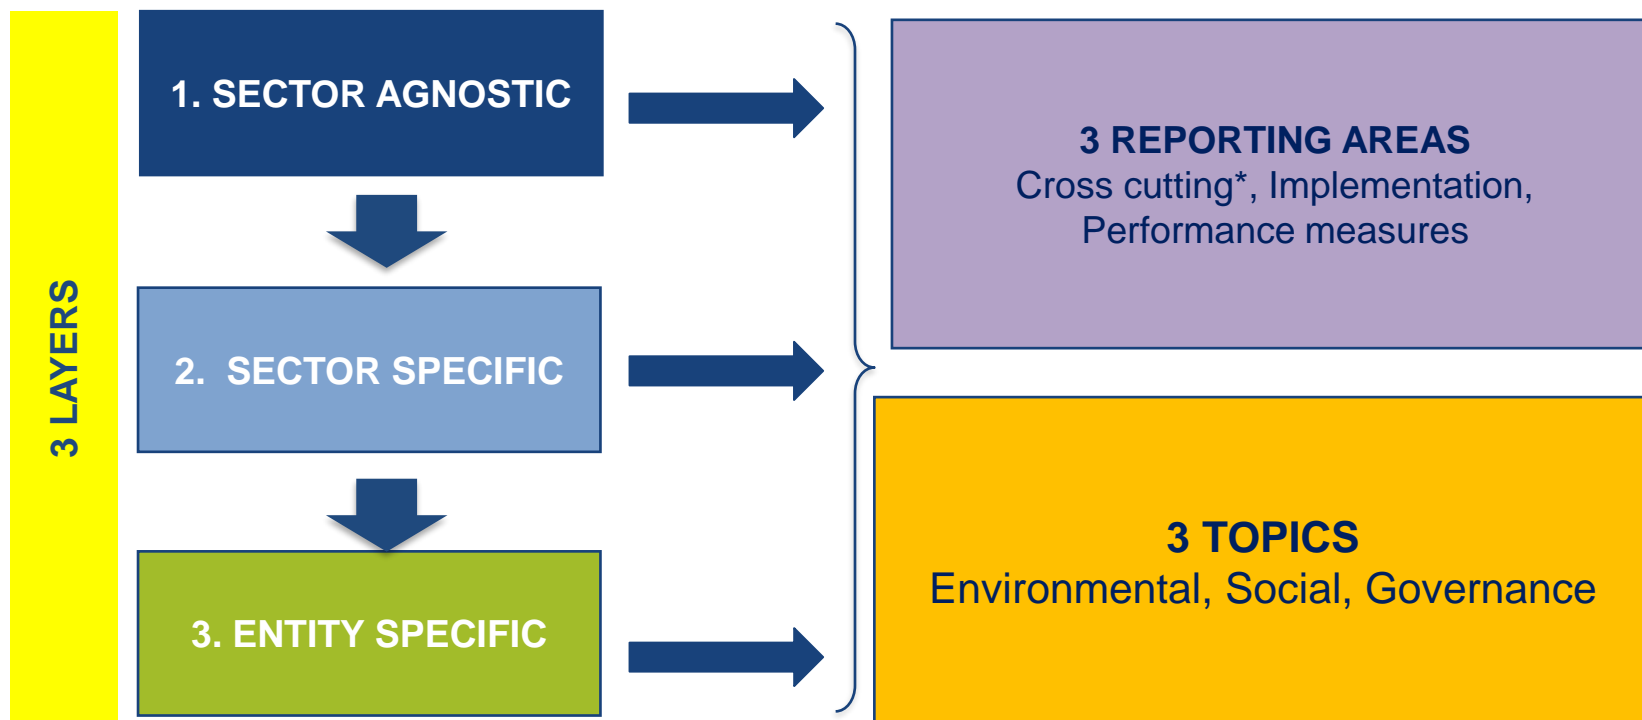 3 LAYERS
1. SECTOR AGNOSTIC
2. SECTOR SPECIFIC
3. ENTITY SPECIFIC
3 REPORTING AREAS
Cross cutting*, Implementation,
Performance measures
3 TOPICS
Environmental, Social, Governance